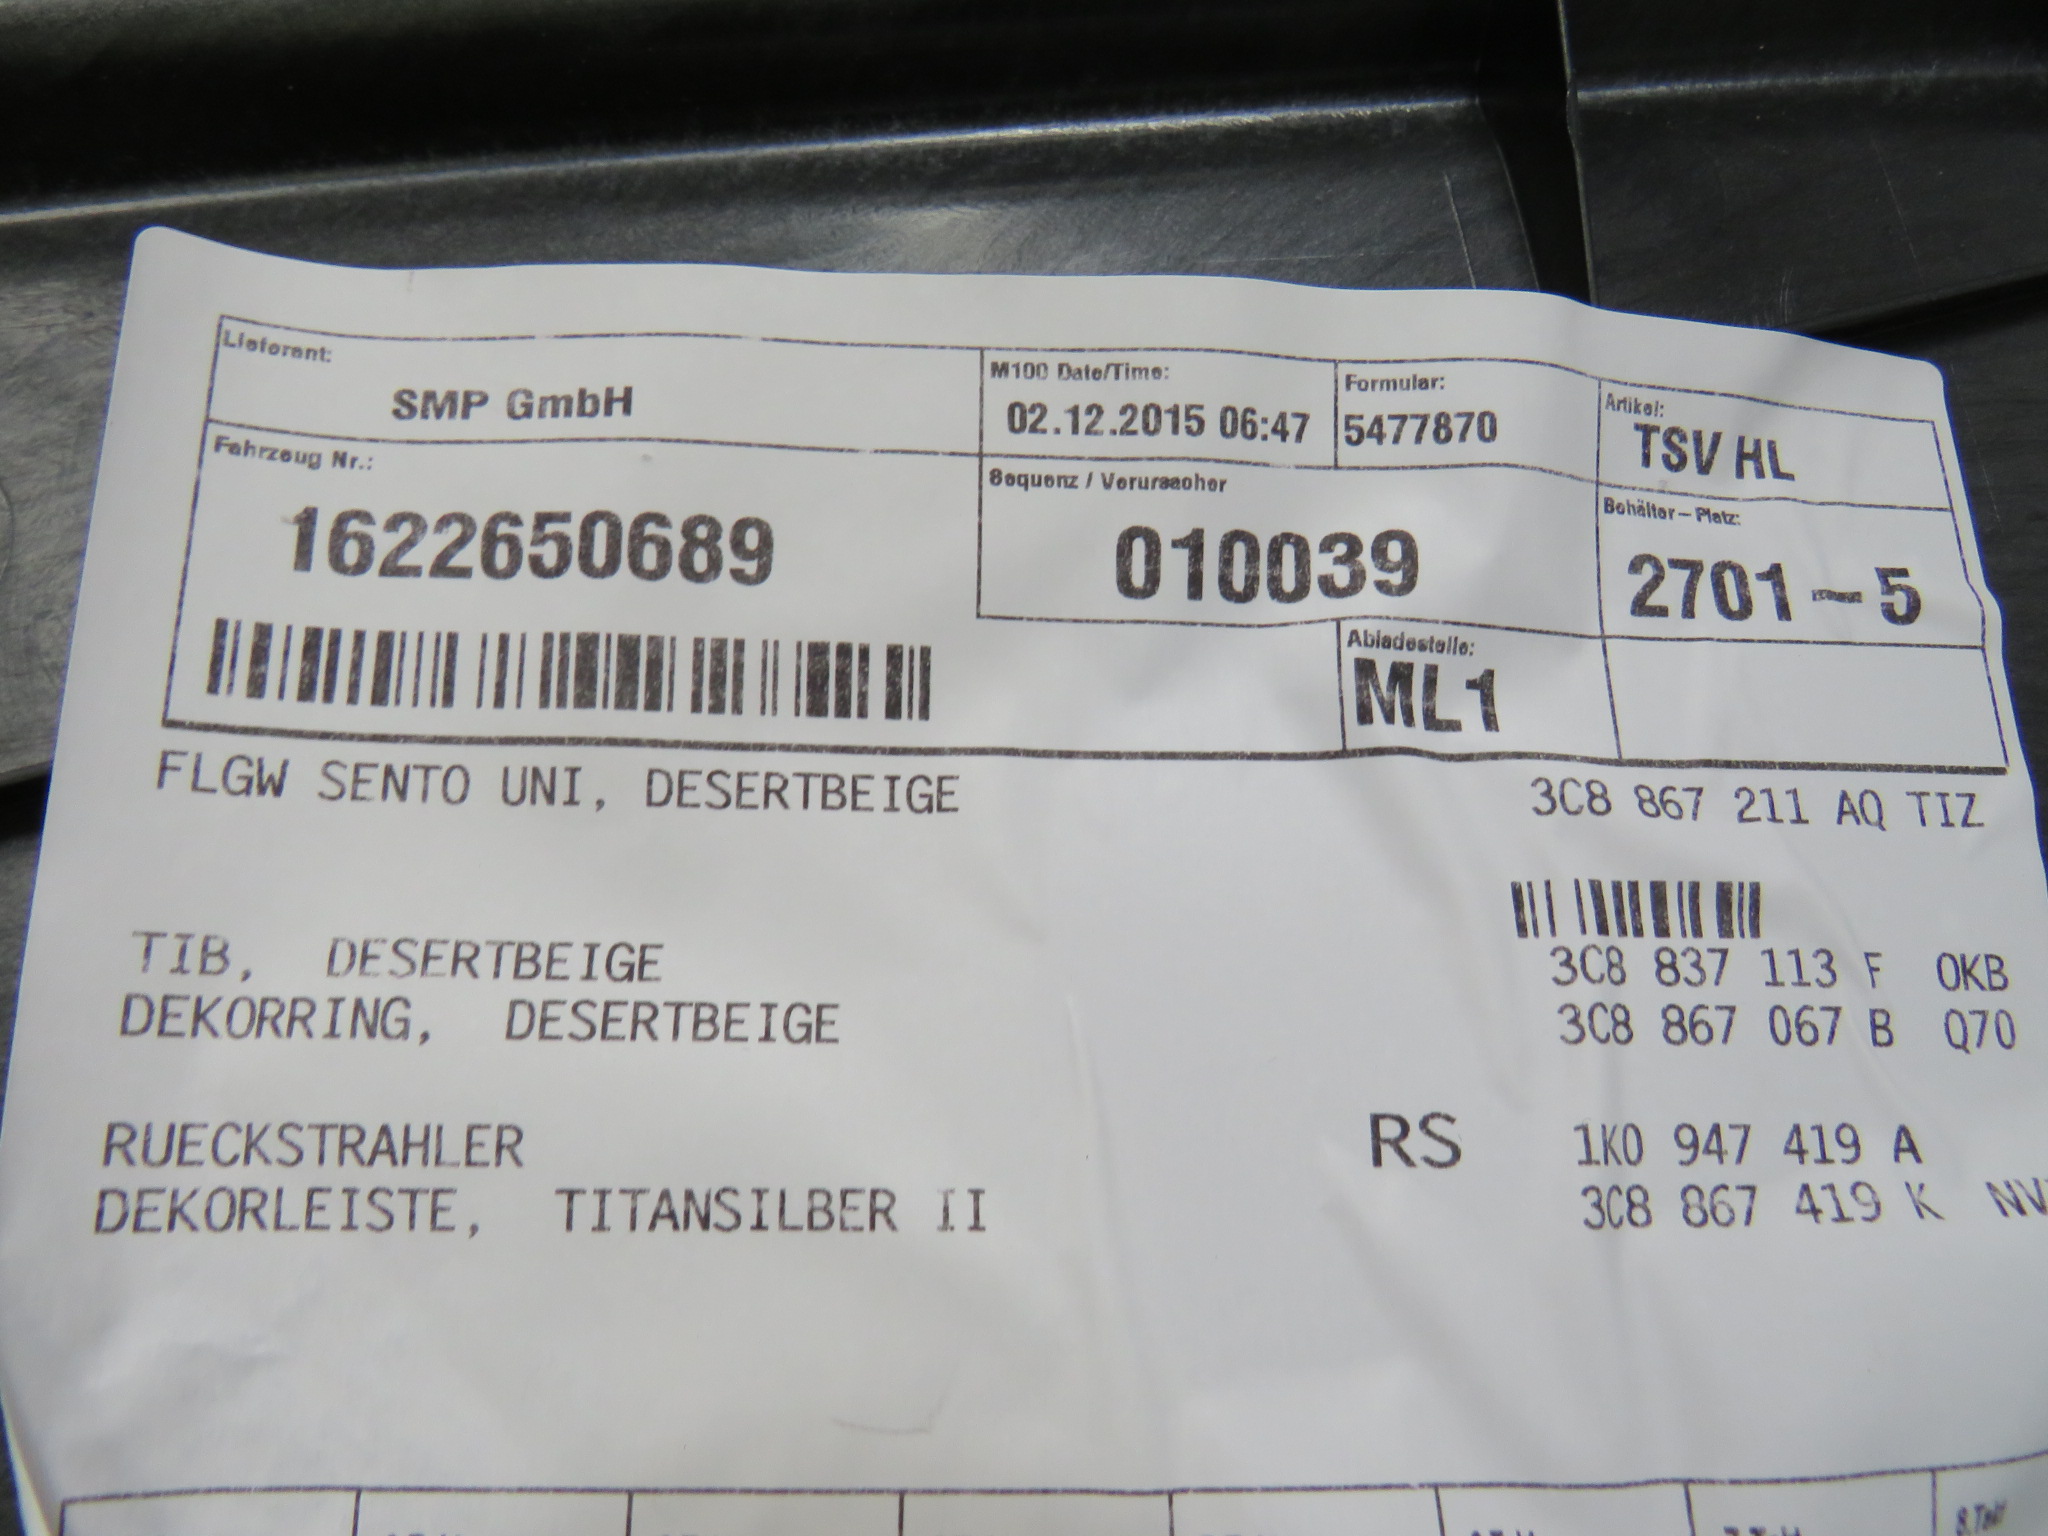 Lieferant:
SMP GmbH
M100 Date/Time:
02.12.2015 06:47
Formular:
5477870
Artikel:
TSV HL
Fahrzeug Nr.:
1622650689
Sequenz / Verursacher
010039
Behälter-Platz:
2701-5
Abladestelle:
ML1
FLGW SENTO UNI, DESERTBEIGE 3C8 867 211 AQ TIZ
TIB, DESERTBEIGE 3C8 837 113 F OKB
DEKORRING, DESERTBEIGE 3C8 867 067 B Q70
RUECKSTRAHLER RS 1K0 947 419 A
DEKORLEISTE, TITANSILBER II 3C8 867 419 K NV